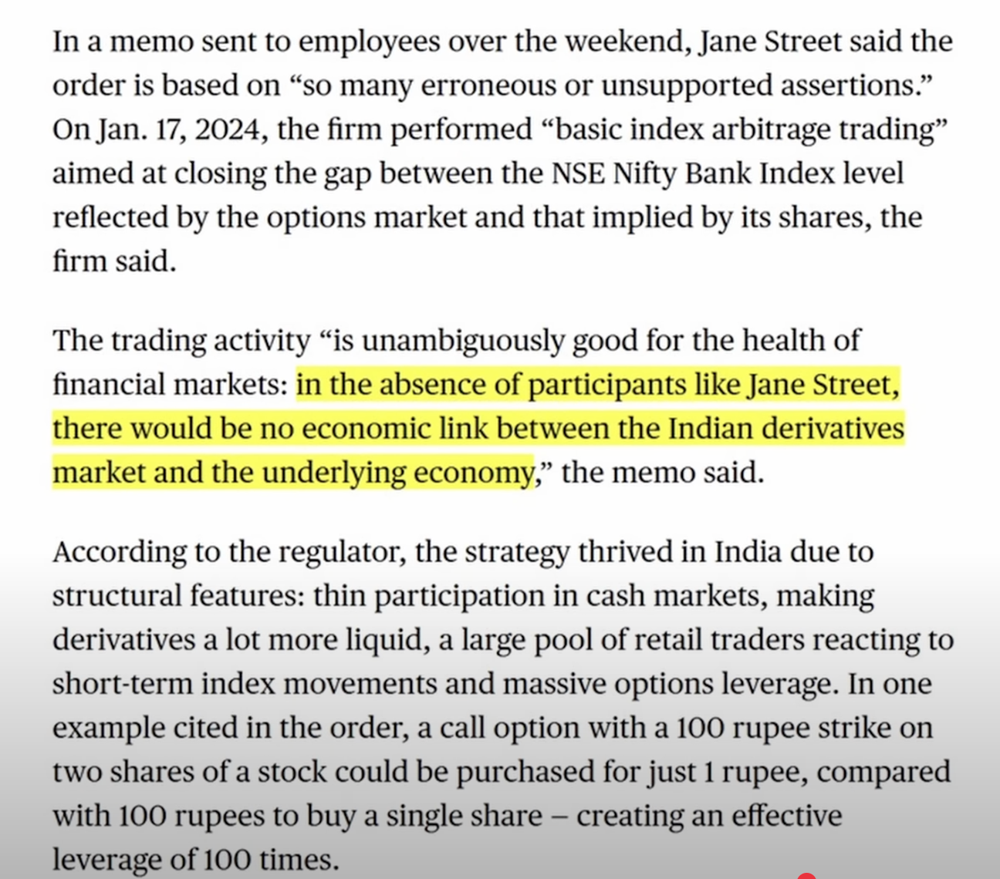 In a memo sent to employees over the weekend, Jane Street said the
order is based on “so many erroneous or unsupported assertions.”
On Jan. 17, 2024, the firm performed “basic index arbitrage trading”
aimed at closing the gap between the NSE Nifty Bank Index level
reflected by the options market and that implied by its shares, the
firm said.
The trading activity “is unambiguously good for the health of
financial markets: in the absence of participants like Jane Street,
there would be no economic link between the Indian derivatives
market and the underlying economy,” the memo said.
According to the regulator, the strategy thrived in India due to
structural features: thin participation in cash markets, making
derivatives a lot more liquid, a large pool of retail traders reacting to
short-term index movements and massive options leverage. In one
example cited in the order, a call option with a 100 rupee strike on
two shares of a stock could be purchased for just 1 rupee, compared
with 100 rupees to buy a single share – creating an effective
leverage of 100 times.